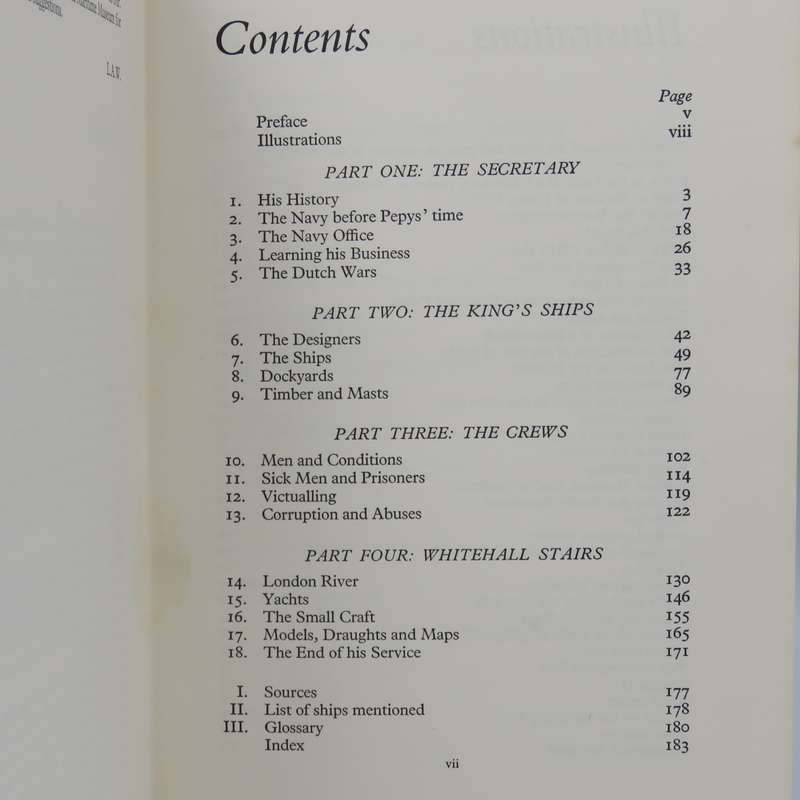 Maritime Museum for
suggestions.
L.A.W.
Contents
Page
Preface v
Illustrations viii
PART ONE: THE SECRETARY
1. His History 3
2. The Navy before Pepys' time 7
3. The Navy Office 18
4. Learning his Business 26
5. The Dutch Wars 33
PART TWO: THE KING'S SHIPS
6. The Designers 42
7. The Ships 49
8. Dockyards 77
9. Timber and Masts 89
PART THREE: THE CREWS
10. Men and Conditions 102
11. Sick Men and Prisoners 114
12. Victualling 119
13. Corruption and Abuses 122
PART FOUR: WHITEHALL STAIRS
14. London River 130
15. Yachts 146
16. The Small Craft 155
17. Models, Draughts and Maps 165
18. The End of his Service 171
I. Sources 177
II. List of ships mentioned 178
III. Glossary 180
Index 183
vii